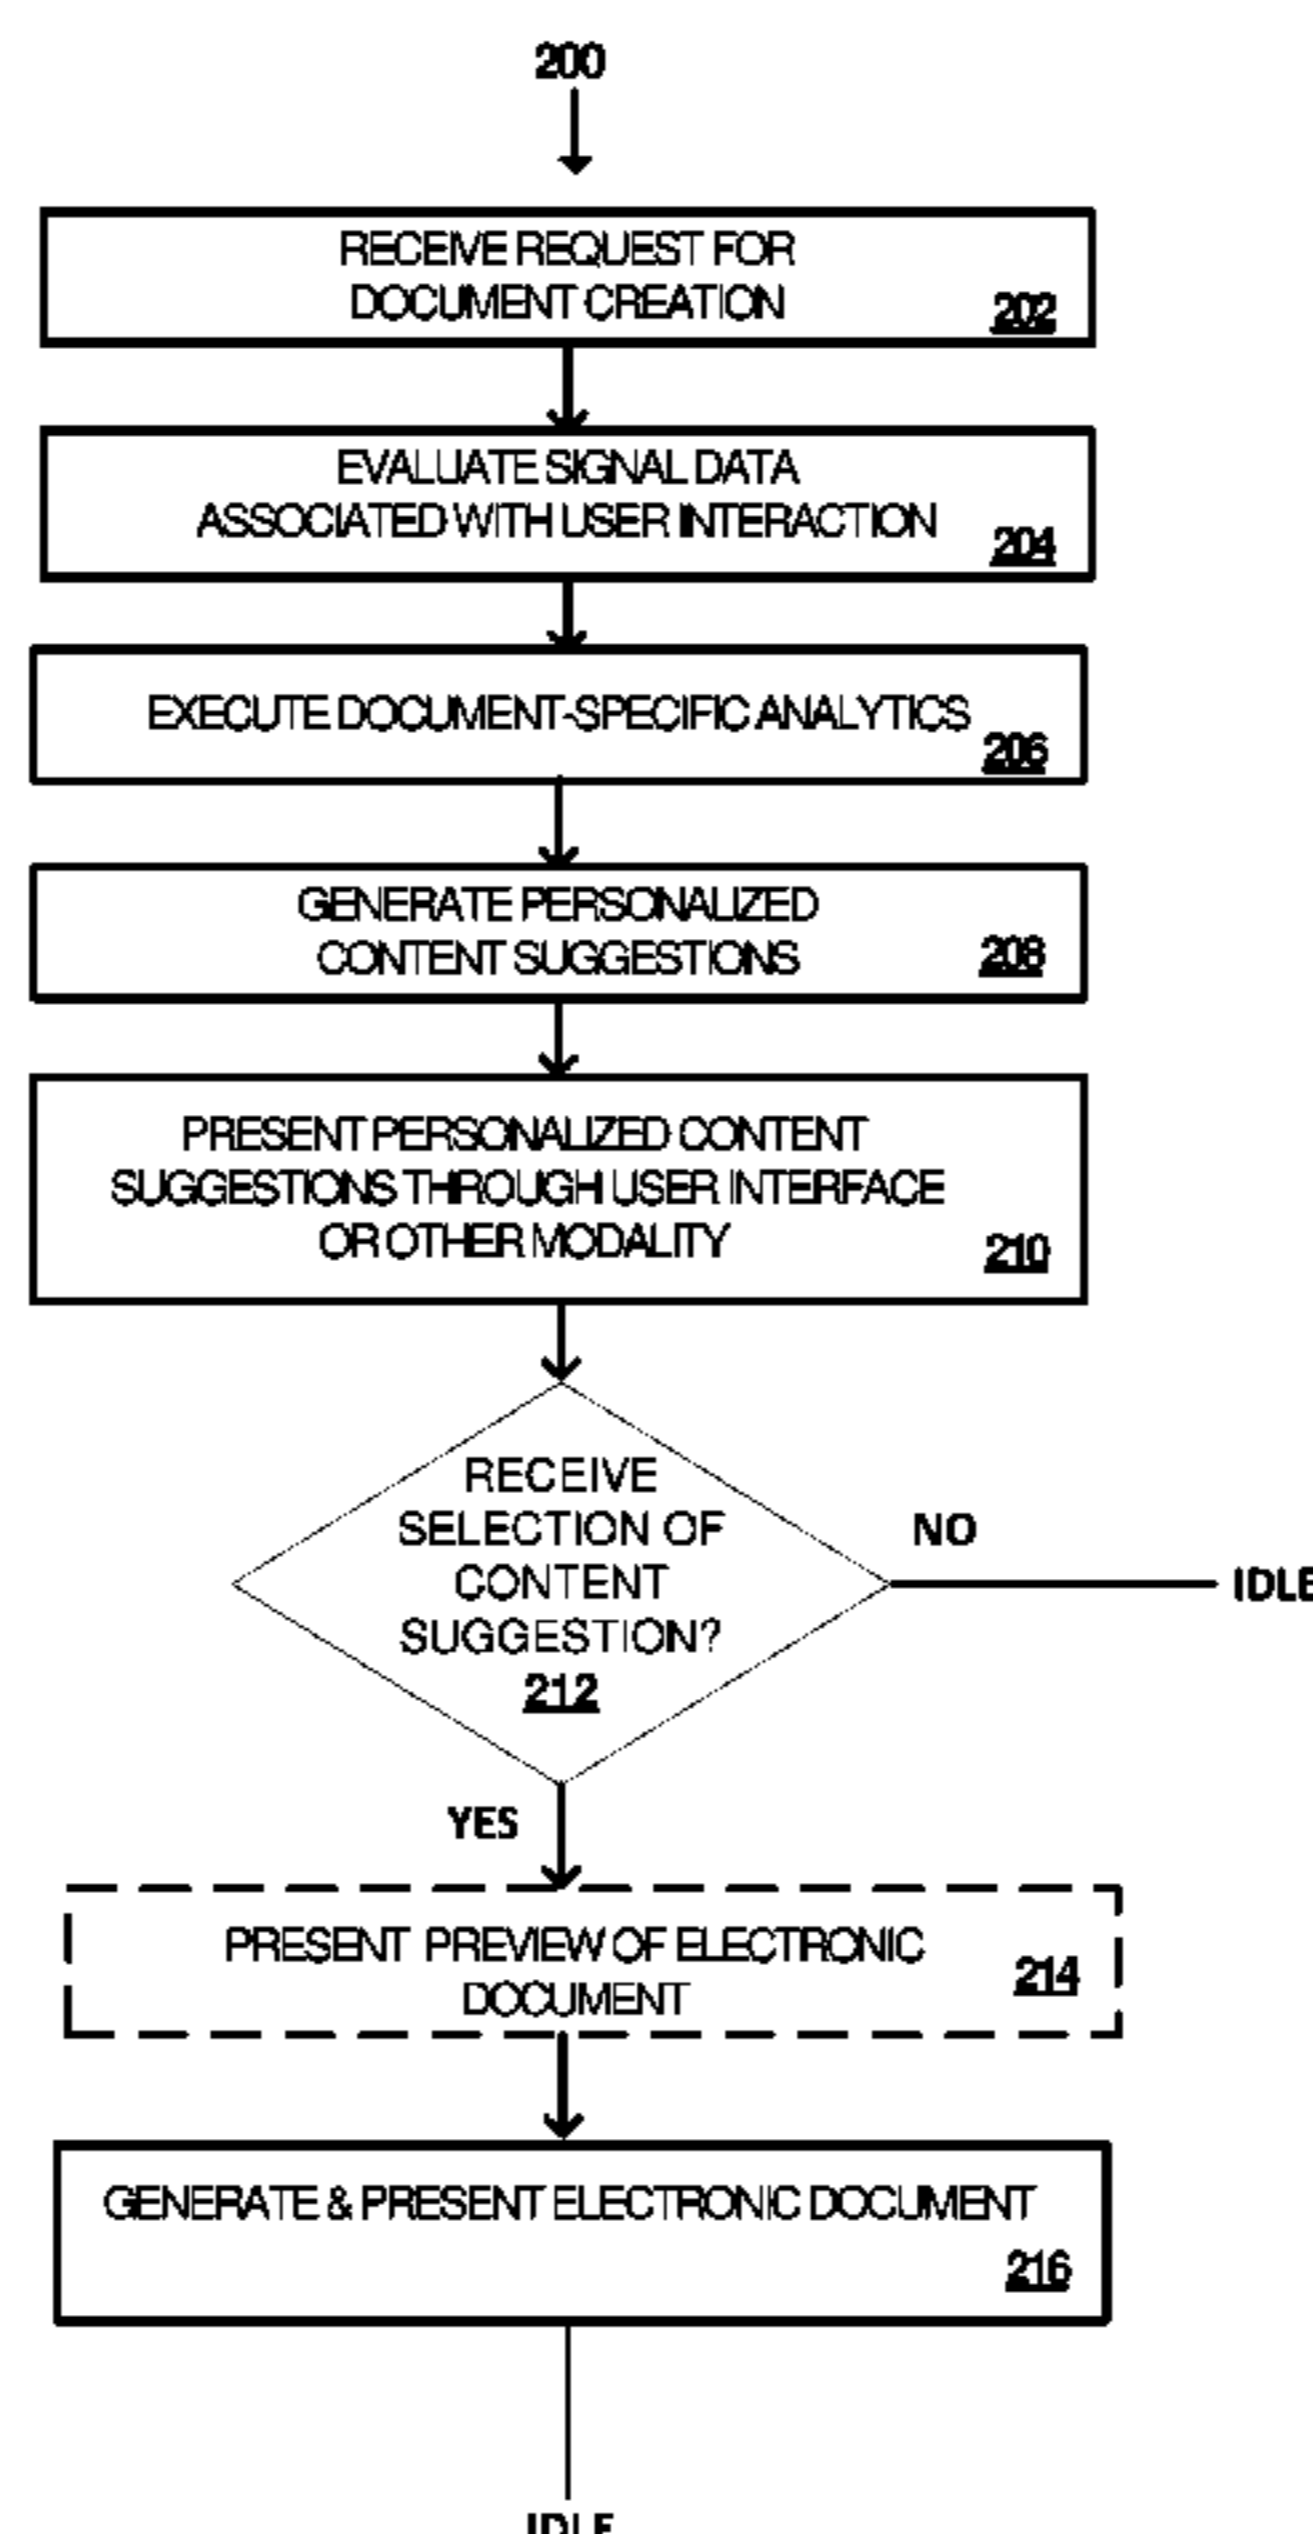 200
RECEIVE REQUEST FOR
DOCUMENT CREATION
202
EVALUATE SIGNAL DATA
ASSOCIATED WITH USER INTERACTION
204
EXECUTE DOCUMENT-SPECIFIC ANALYTICS
206
GENERATE PERSONALIZED
CONTENT SUGGESTIONS
208
PRESENT PERSONALIZED CONTENT
SUGGESTIONS THROUGH USER INTERFACE
OR OTHER MODALITY
210
RECEIVE
SELECTION OF
CONTENT
SUGGESTION?
212
NO
IDLE
YES
PRESENT PREVIEW OF ELECTRONIC
DOCUMENT
214
GENERATE & PRESENT ELECTRONIC DOCUMENT
216
IDLE